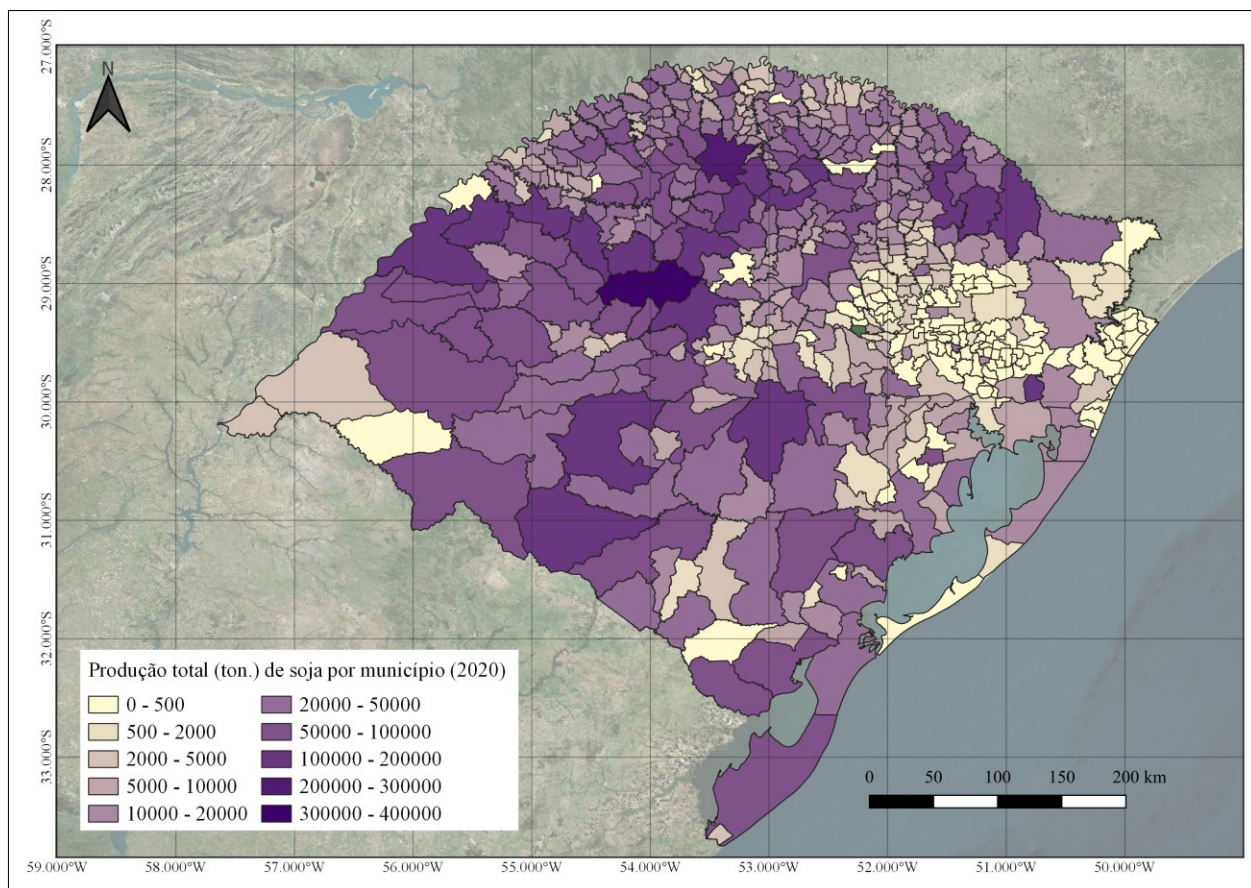 27.000°S
28.000°S
29.000°S
30.000°S
31.000°S
32.000°S
33.000°S
N
Produção total (ton.) de soja por município (2020)
0 - 500
500 - 2000
2000 - 5000
5000 - 10000
10000 - 20000
20000 - 50000
50000 - 100000
100000 - 200000
200000 - 300000
300000 - 400000
0 50 100 150 200 km
59.000°W 58.000°W 57.000°W 56.000°W 55.000°W 54.000°W 53.000°W 52.000°W 51.000°W 50.000°W